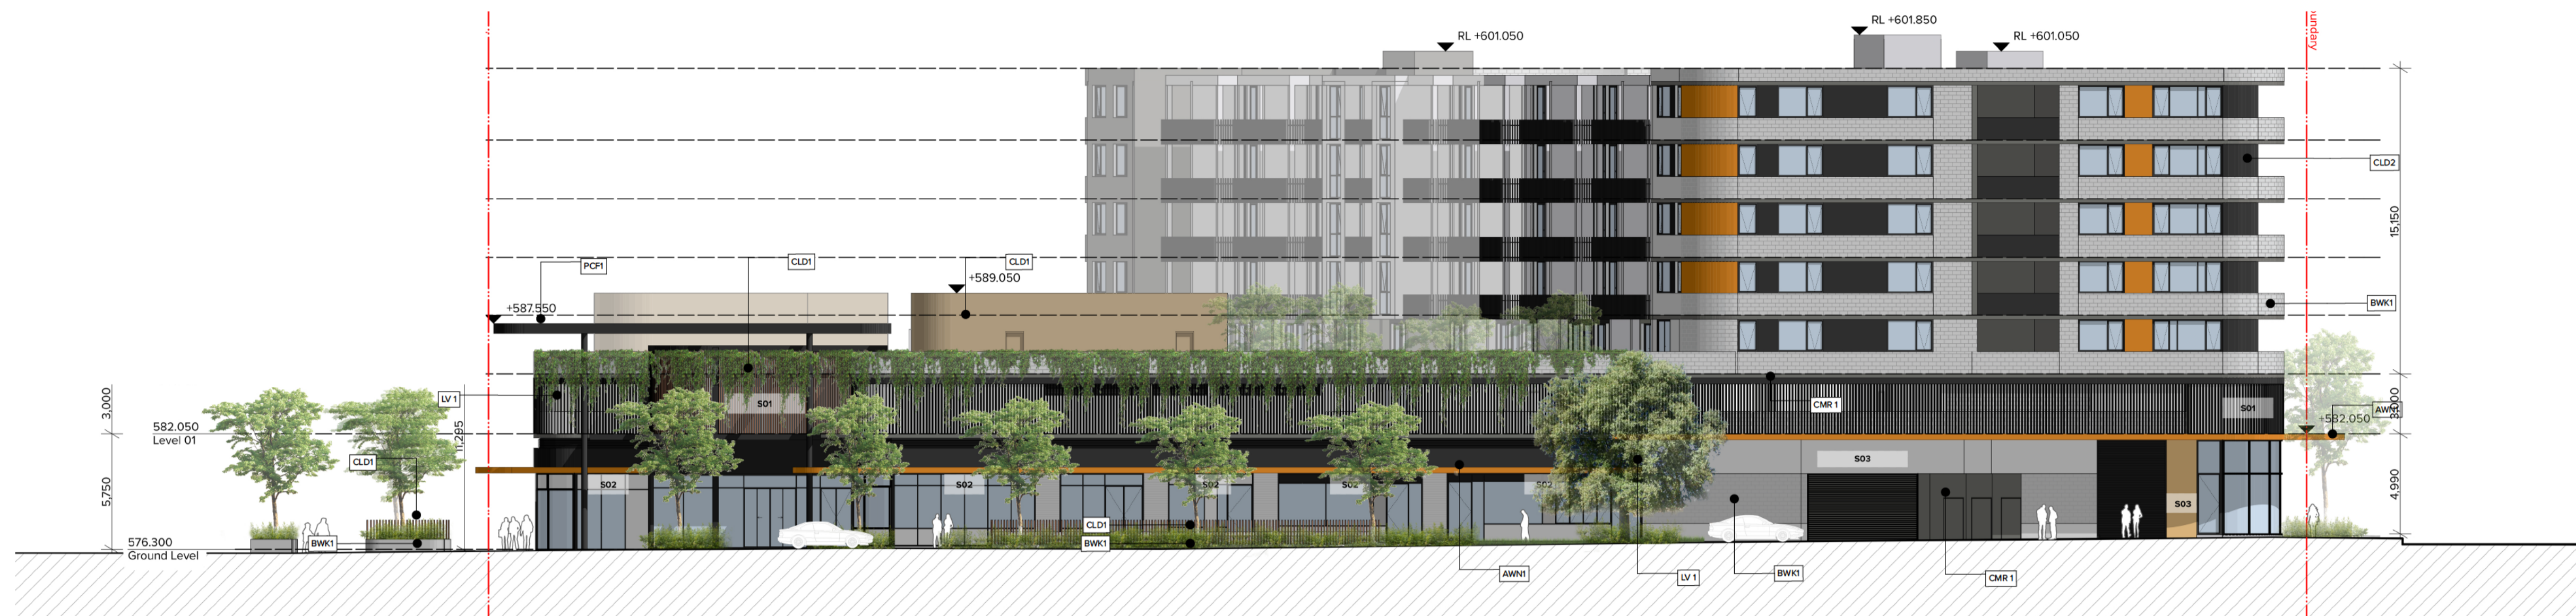 RL +601.050
RL +601.850
RL +601.050
undary
CLD2
15,150
PCF1
CLD1
CLD1
+589.050
+587.550
BWK1
3,000
LV 1
S01
CMR 1
S01
3,000
AWN1
+582.050
582.050
Level 01
11,295
CLD1
S02
S02
S02
S02
S02
S03
5,750
4,990
S03
CLD1
BWK1
BWK1
576.300
Ground Level
AWN1
LV 1
BWK1
CMR 1